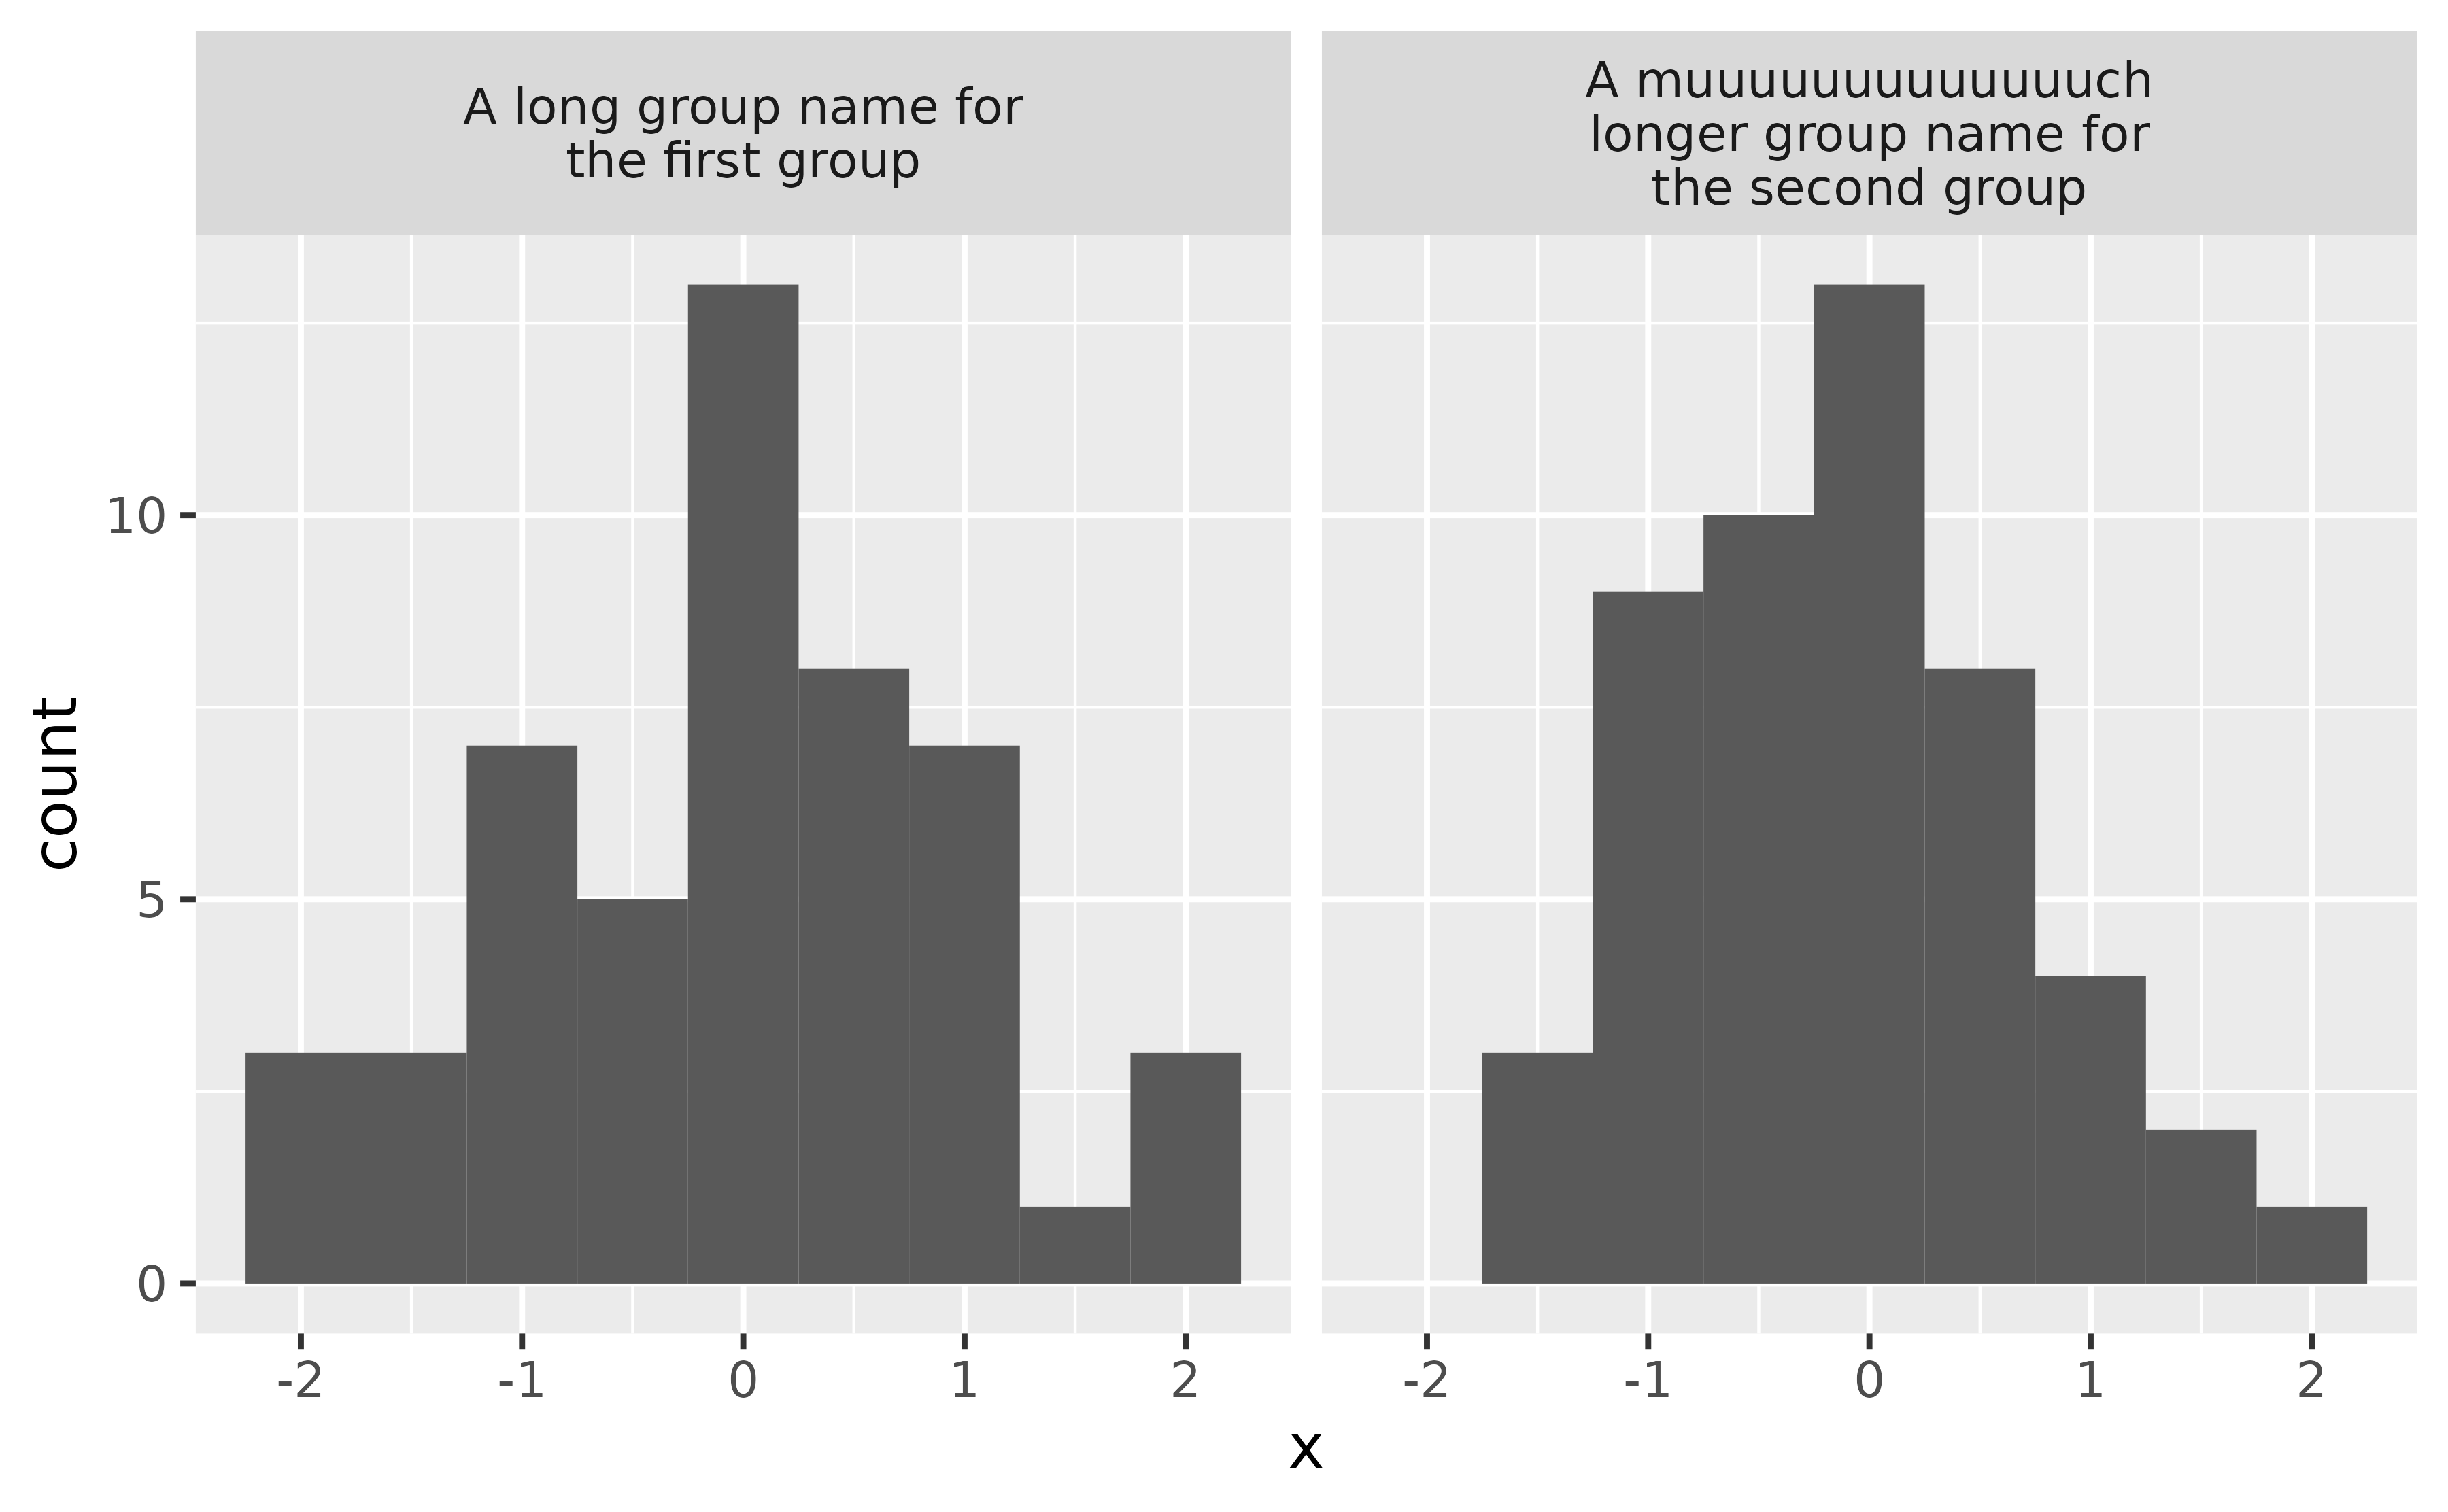 A long group name for
the first group
A muuuuuuuuuuuuuch
longer group name for
the second group
10
5
0
count
-2 -1 0 1 2
-2 -1 0 1 2
x